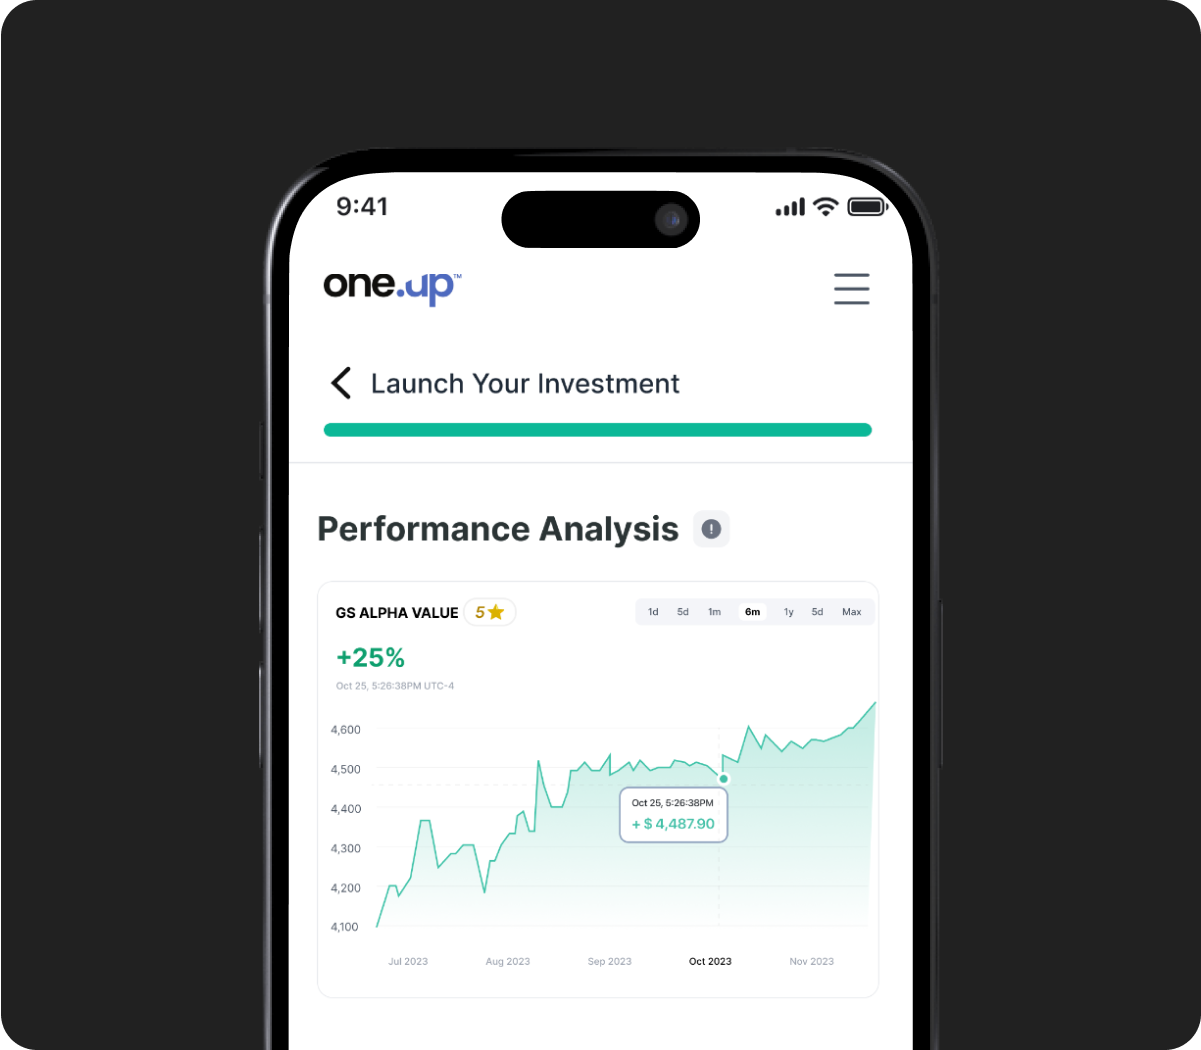 9:41
one.up™
Launch Your Investment
Performance Analysis
GS ALPHA VALUE 5
1d 5d 1m 6m 1y 5d Max
+25%
Oct 25, 5:26:38PM UTC-4
4,600
4,500
4,400
4,300
4,200
4,100
Oct 25, 5:26:38PM
+ $ 4,487.90
Jul 2023 Aug 2023 Sep 2023 Oct 2023 Nov 2023